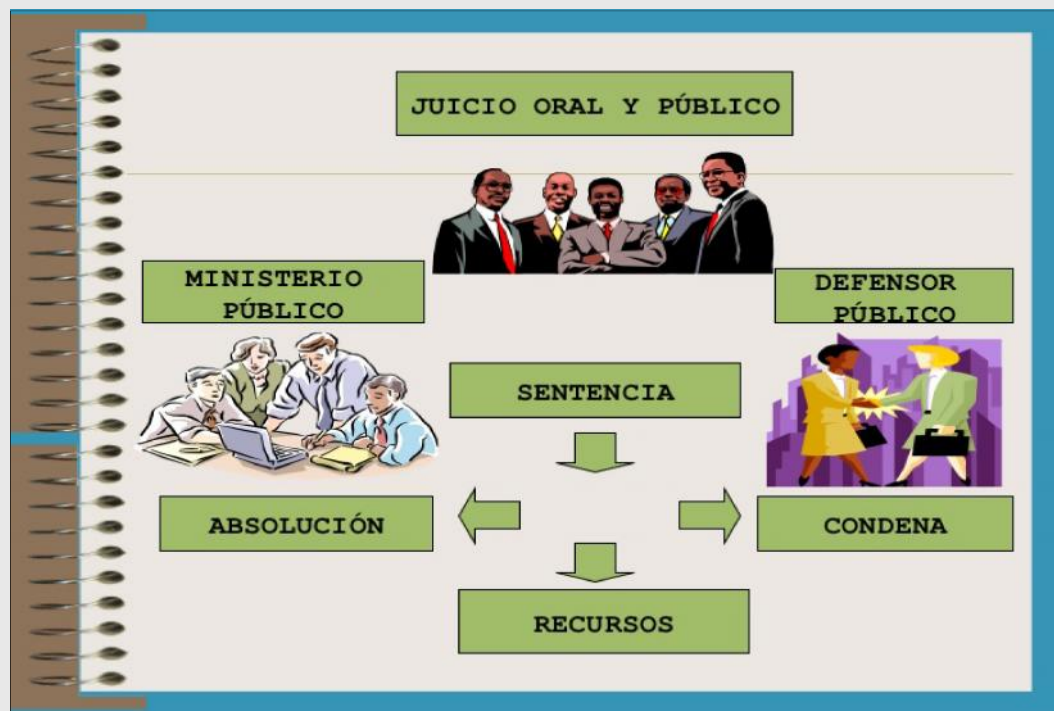 JUICIO ORAL Y PÚBLICO
MINISTERIO
PÚBLICO
DEFENSOR
PÚBLICO
SENTENCIA
ABSOLUCIÓN
CONDENA
RECURSOS